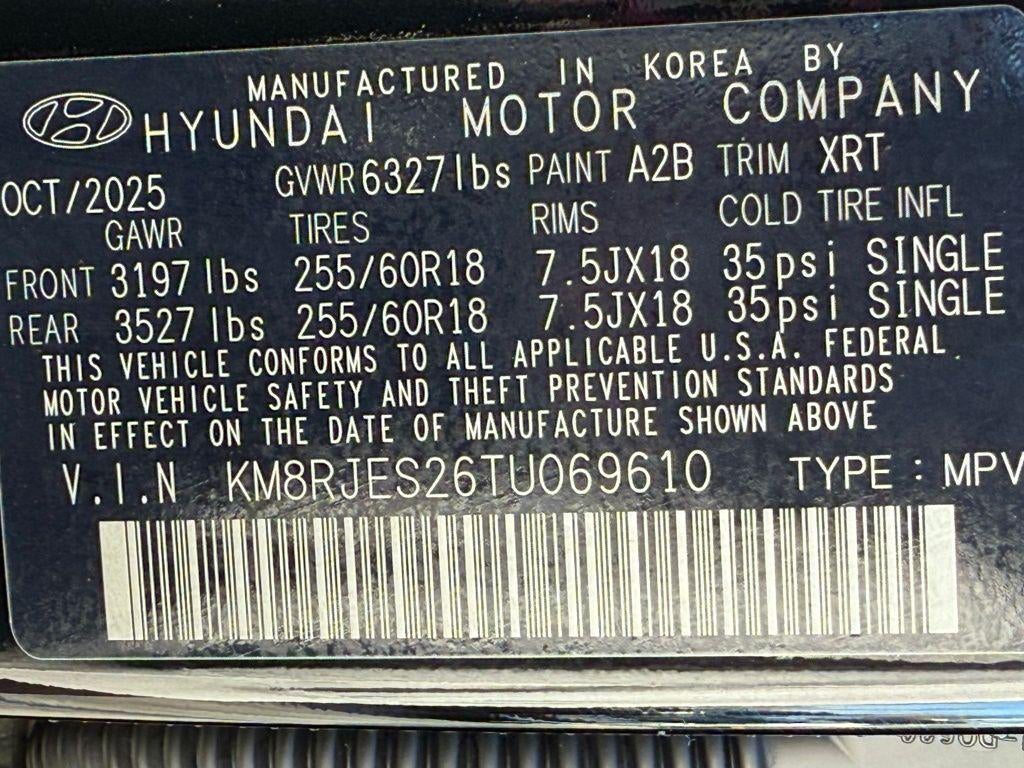 MANUFACTURED IN KOREA BY
HYUNDAI MOTOR COMPANY
OCT/2025 GVWR 6327lbs PAINT A2B TRIM XRT
GAWR TIRES RIMS COLD TIRE INFL
FRONT 3197 lbs 255/60R18 7.5JX18 35psi SINGLE
REAR 3527 lbs 255/60R18 7.5JX18 35psi SINGLE
THIS VEHICLE CONFORMS TO ALL APPLICABLE U.S.A. FEDERAL
MOTOR VEHICLE SAFETY AND THEFT PREVENTION STANDARDS
IN EFFECT ON THE DATE OF MANUFACTURE SHOWN ABOVE
V.I.N KM8RJES26TU069610 TYPE : MPV